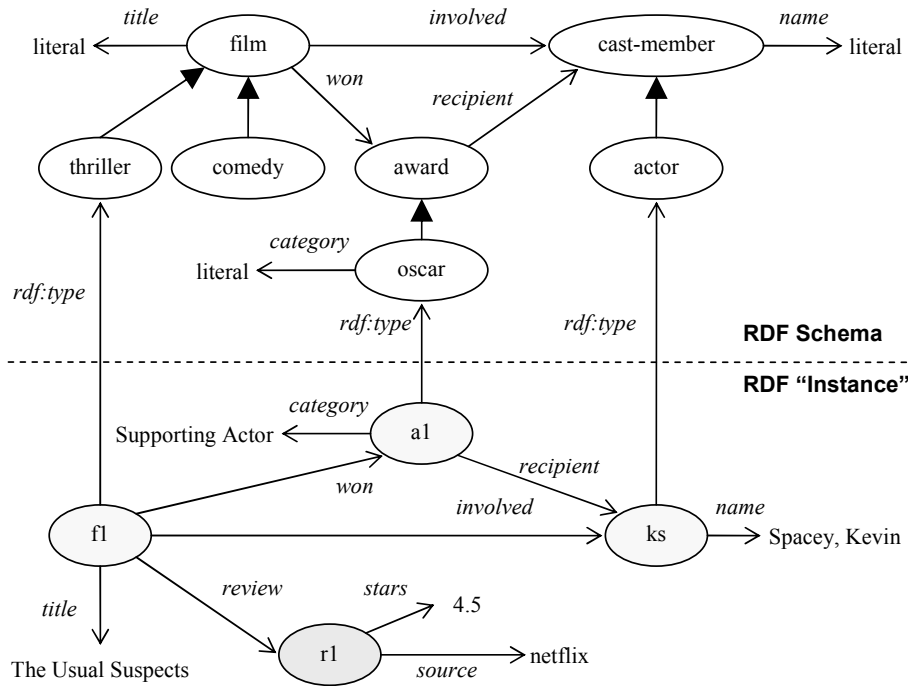 title
involved
name
literal
film
cast-member
literal
won
recipient
thriller
comedy
award
actor
category
literal
oscar
rdf:type
rdf:type
rdf:type
RDF Schema
RDF “Instance”
category
Supporting Actor
a1
recipient
won
involved
name
f1
ks
Spacey, Kevin
review
stars
4.5
title
r1
The Usual Suspects
source
netflix